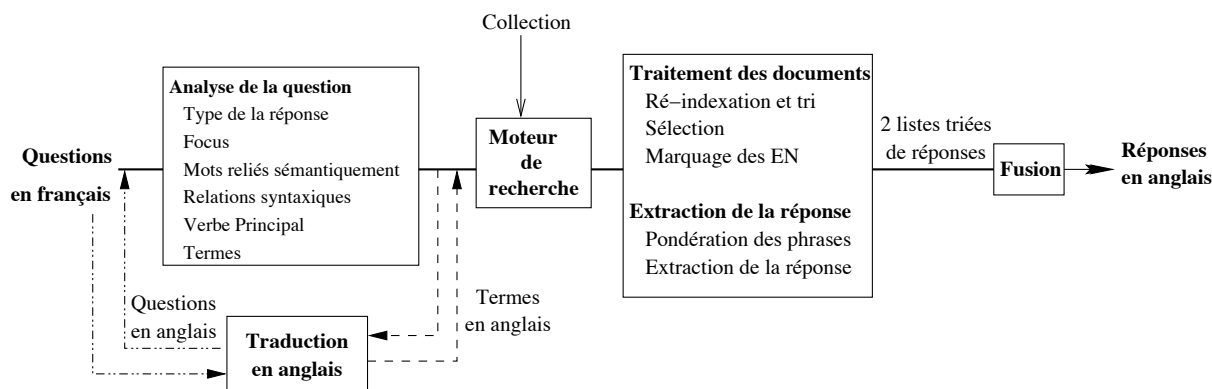 Collection
Questions
en français
Analyse de la question
Type de la réponse
Focus
Mots reliés sémantiquement
Relations syntaxiques
Verbe Principal
Termes
Moteur
de
recherche
Traitement des documents
Ré−indexation et tri
Sélection
Marquage des EN
Extraction de la réponse
Pondération des phrases
Extraction de la réponse
2 listes triées
de réponses
Fusion
Réponses
en anglais
Questions
en anglais
Traduction
en anglais
Termes
en anglais